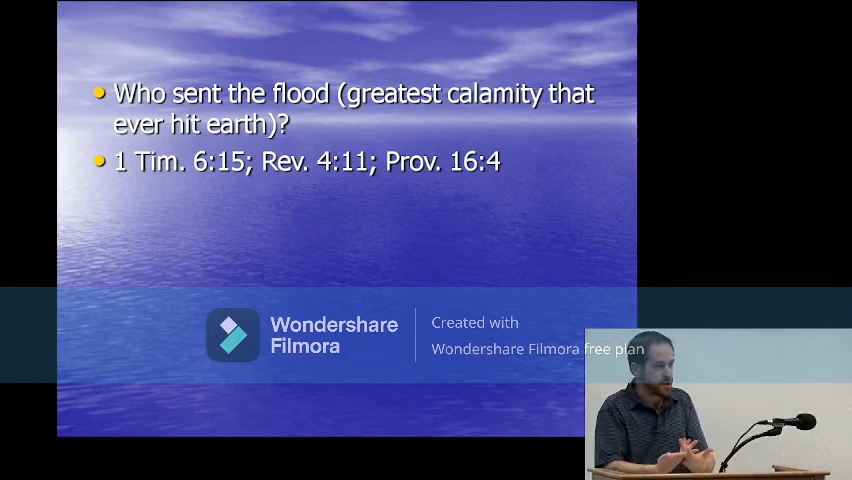 Who sent the flood (greatest calamity that
ever hit earth)?
1 Tim. 6:15; Rev. 4:11; Prov. 16:4
Wondershare
Filmora
Created with
Wondershare Filmora free plan